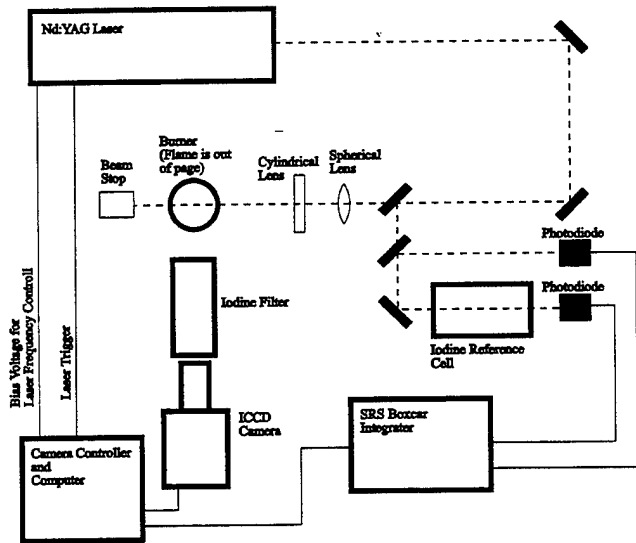 Nd:YAG Laser
v
Burner
(Flame is out
of page)
Beam
Stop
Cylindrical
Lens
Spherical
Lens
Photodiode
Photodiode
Iodine Filter
Iodine Reference
Cell
Bias Voltage for
Laser Frequency Controll
Laser Trigger
ICCD
Camera
SRS Boxcar
Integrater
Camera Controller
and
Computer